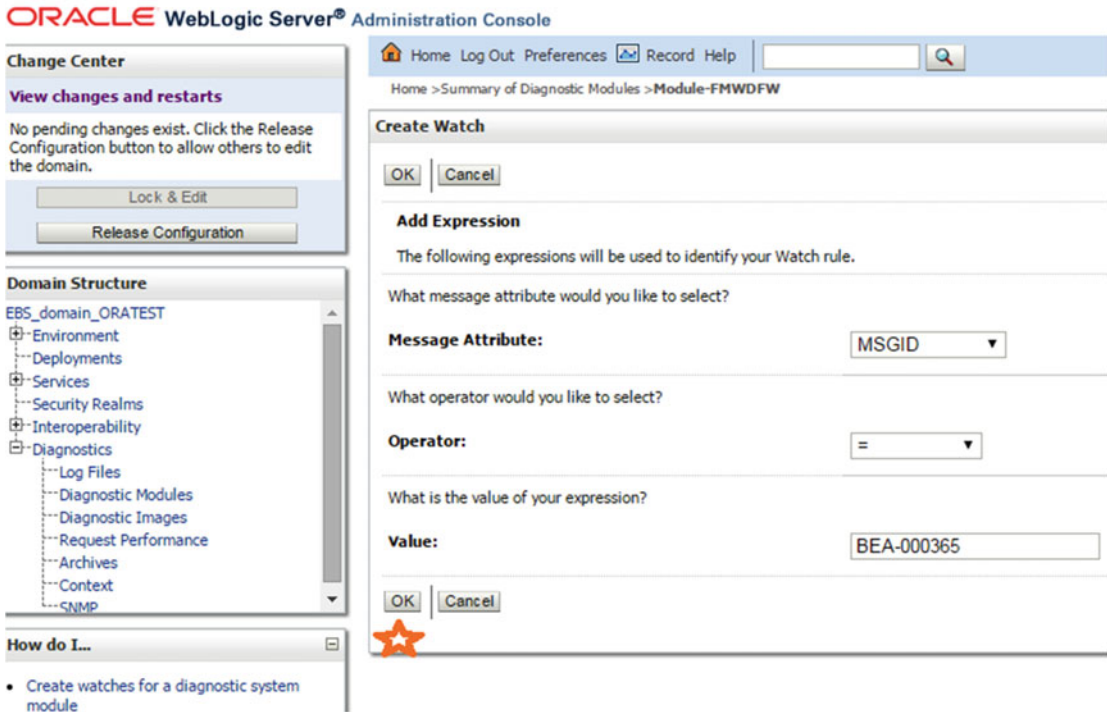 ORACLE WebLogic Server® Administration Console
Change Center
View changes and restarts
No pending changes exist. Click the Release
Configuration button to allow others to edit
the domain.
Lock & Edit
Release Configuration
Domain Structure
EBS_domain_ORATEST
Environment
Deployments
Services
Security Realms
Interoperability
Diagnostics
Log Files
Diagnostic Modules
Diagnostic Images
Request Performance
Archives
Context
SNMP
How do I...
• Create watches for a diagnostic system
module
Home Log Out Preferences Record Help
Home >Summary of Diagnostic Modules >Module-FMWDFW
Create Watch
OK Cancel
Add Expression
The following expressions will be used to identify your Watch rule.
What message attribute would you like to select?
Message Attribute: MSGID
What operator would you like to select?
Operator: =
What is the value of your expression?
Value: BEA-000365
OK Cancel